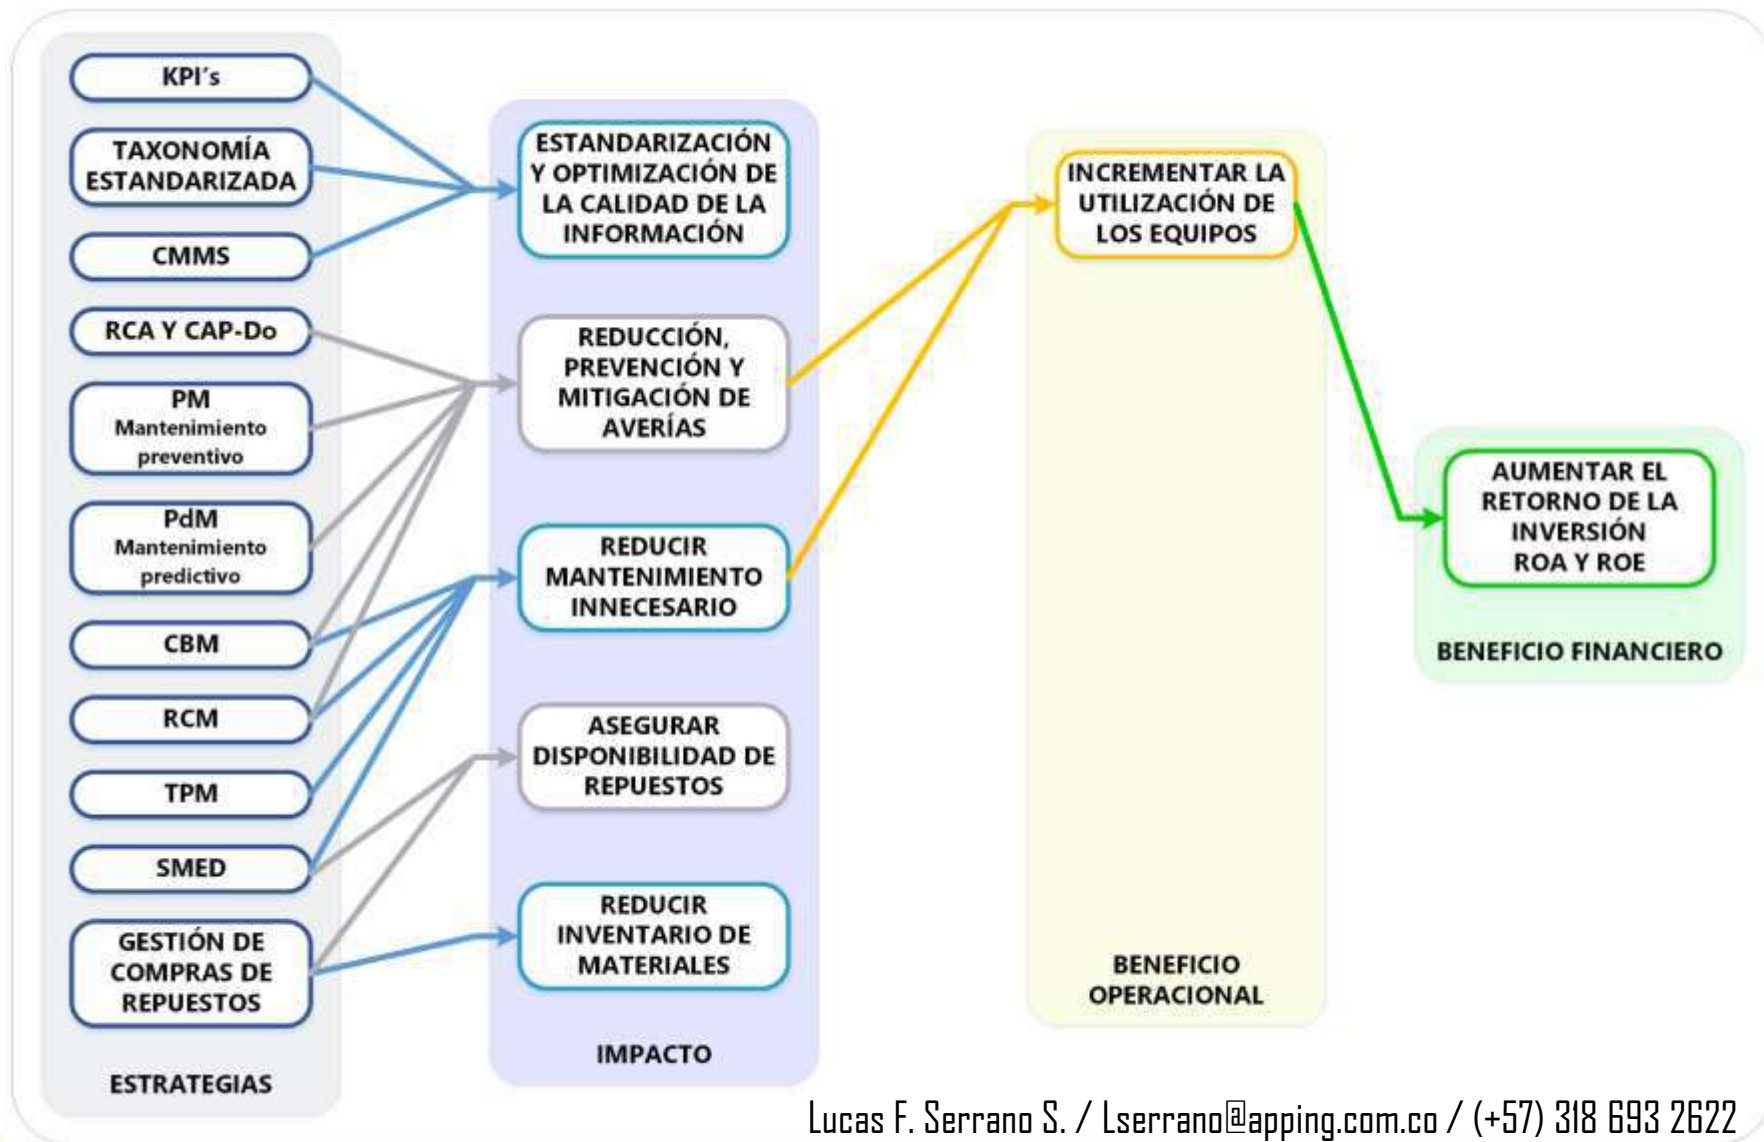 KPI´s
TAXONOMÍA
ESTANDARIZADA
CMMS
RCA Y CAP-Do
PM
Mantenimiento
preventivo
PdM
Mantenimiento
predictivo
CBM
RCM
TPM
SMED
GESTIÓN DE
COMPRAS DE
REPUESTOS
ESTRATEGIAS
ESTANDARIZACIÓN
Y OPTIMIZACIÓN DE
LA CALIDAD DE LA
INFORMACIÓN
REDUCCIÓN,
PREVENCIÓN Y
MITIGACIÓN DE
AVERÍAS
REDUCIR
MANTENIMIENTO
INNECESARIO
ASEGURAR
DISPONIBILIDAD DE
REPUESTOS
REDUCIR
INVENTARIO DE
MATERIALES
IMPACTO
INCREMENTAR LA
UTILIZACIÓN DE
LOS EQUIPOS
BENEFICIO
OPERACIONAL
AUMENTAR EL
RETORNO DE LA
INVERSIÓN
ROA Y ROE
BENEFICIO FINANCIERO
Lucas F. Serrano S. / Lserrano@apping.com.co / (+57) 318 693 2622